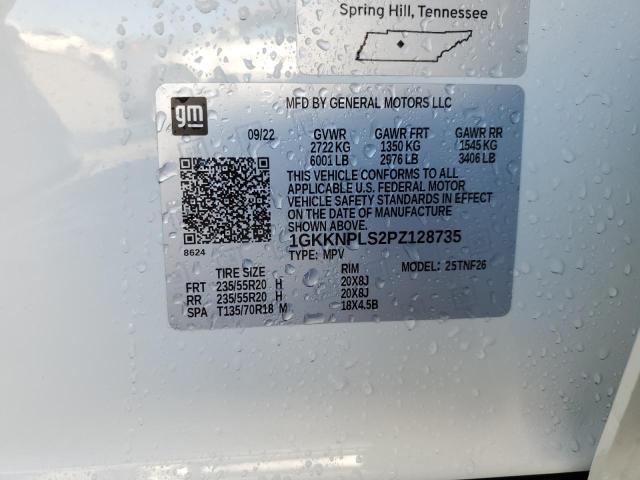 Spring Hill, Tennessee
gm
MFD BY GENERAL MOTORS LLC
09/22 GVWR GAWR FRT GAWR RR
2722 KG 1350 KG 1545 KG
6001 LB 2976 LB 3406 LB
THIS VEHICLE CONFORMS TO ALL
APPLICABLE U.S. FEDERAL MOTOR
VEHICLE SAFETY STANDARDS IN EFFECT
ON THE DATE OF MANUFACTURE
SHOWN ABOVE.
1GKKNPLS2PZ128735
8624
TYPE: MPV MODEL: 25TNF26
TIRE SIZE RIM
FRT 235/55R20 H 20X8J
RR 235/55R20 H 20X8J
SPA T135/70R18 M 18X4.5B